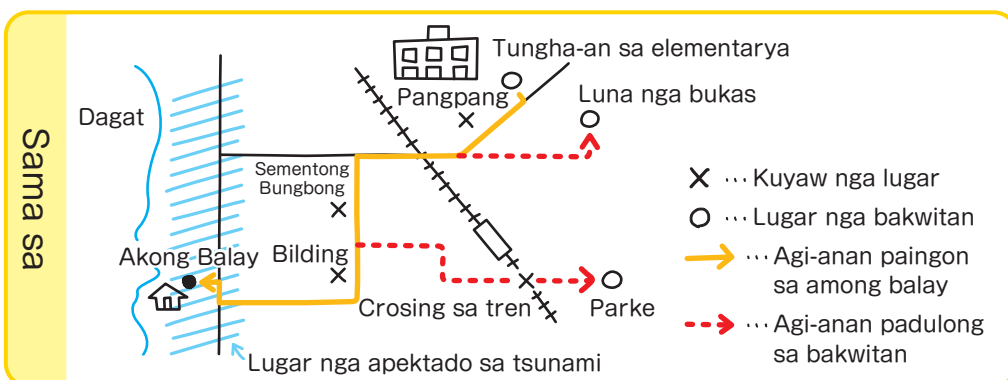 Sama sa
Dagat
Tungha-an sa elementarya
Pangpang
Luna nga bukas
Sementong
Bungbong
Akong Balay
Bilding
Crosing sa tren
Parke
Lugar nga apektado sa tsunami
× … Kuyaw nga lugar
○ … Lugar nga bakwitan
… Agi-anan paingon
sa among balay
… Agi-anan padulong
sa bakwitan